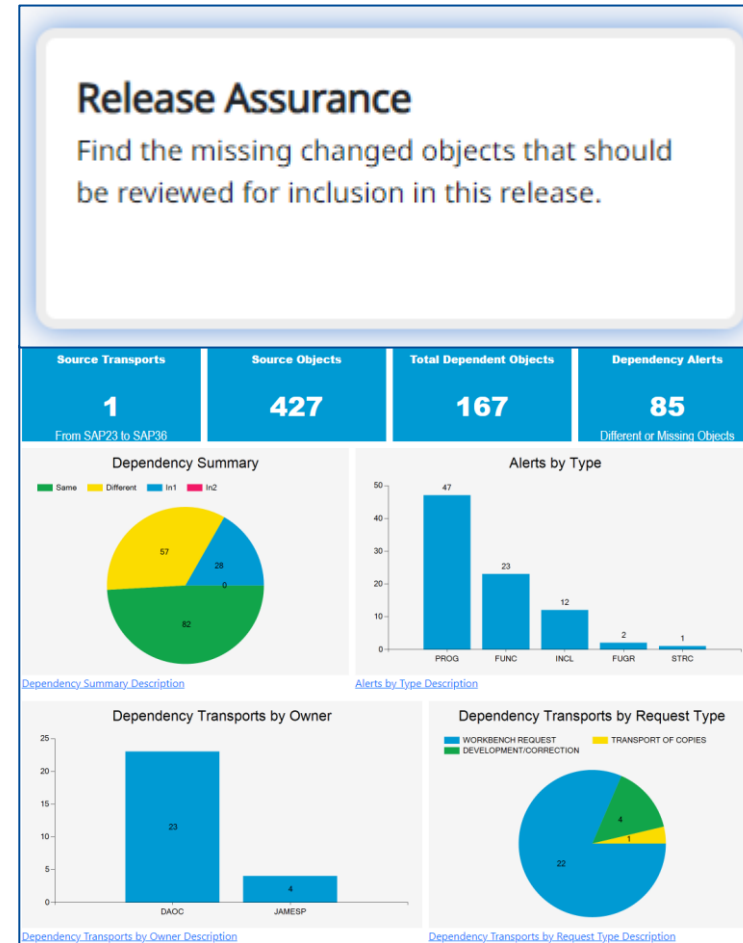 Release Assurance
Find the missing changed objects that should
be reviewed for inclusion in this release.
Source Transports
1
From SAP23 to SAP36
Source Objects
427
Total Dependent Objects
167
Dependency Alerts
85
Different or Missing Objects
Dependency Summary
Same Different In1 In2
57
28
0
82
Dependency Summary Description
Alerts by Type
50
40
30
20
10
0
47
23
12
2
1
PROG FUNC INCL FUGR STRC
Alerts by Type Description
Dependency Transports by Owner
25
20
15
10
5
0
23
4
DAOC JAMESP
Dependency Transports by Owner Description
Dependency Transports by Request Type
WORKBENCH REQUEST TRANSPORT OF COPIES
DEVELOPMENT/CORRECTION
4
1
22
Dependency Transports by Request Type Description